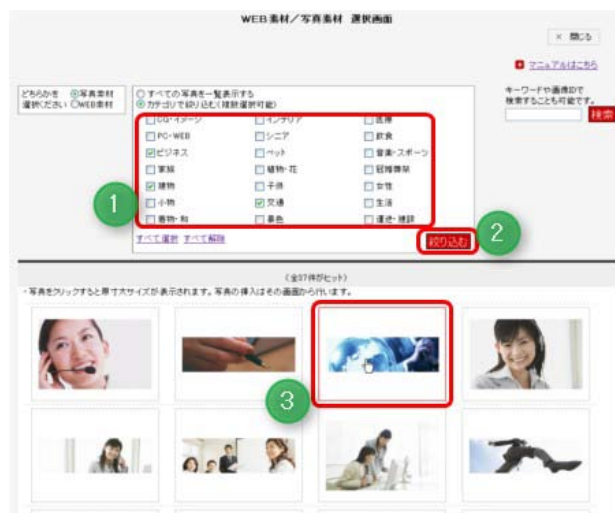 WEB素材／写真素材 選択画面
× 閉じる
マニュアルはこちら
どちらかを ◉写真素材
選択ください ○WEB素材
○すべての写真を一覧表示する
◉カテゴリで絞り込む(複数選択可能)
キーワードや画像IDで
検索することも可能です。
検索
CG・イメージ インテリア 医療
PC・WEB シニア 飲食
ビジネス ペット 音楽・スポーツ
家族 植物・花 冠婚葬祭
建物 子供 女性
小物 交通 生活
着物・和 景色 運送・建設
1
すべて選択 すべて解除
絞り込む
2
(全37件がヒット)
・写真をクリックすると原寸大サイズが表示されます。写真の挿入はその画面から行います。
3